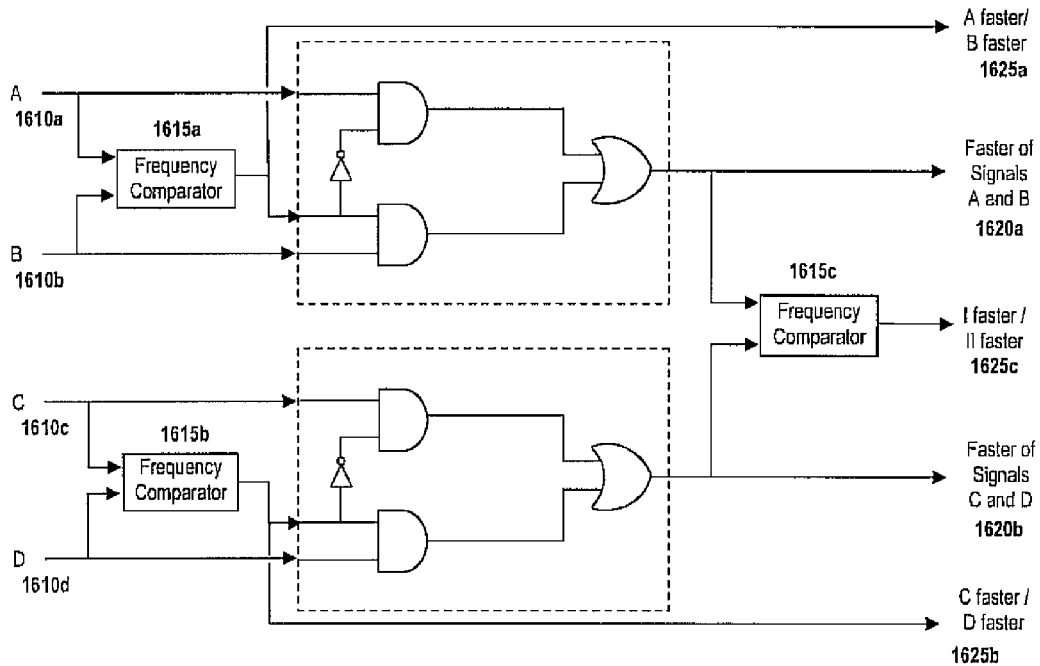 A faster/
B faster
1625a
A
1610a
1615a
Frequency
Comparator
Faster of
Signals
A and B
1620a
B
1610b
1615c
Frequency
Comparator
I faster /
II faster
1625c
C
1610c
1615b
Frequency
Comparator
Faster of
Signals
C and D
1620b
D
1610d
C faster /
D faster
1625b